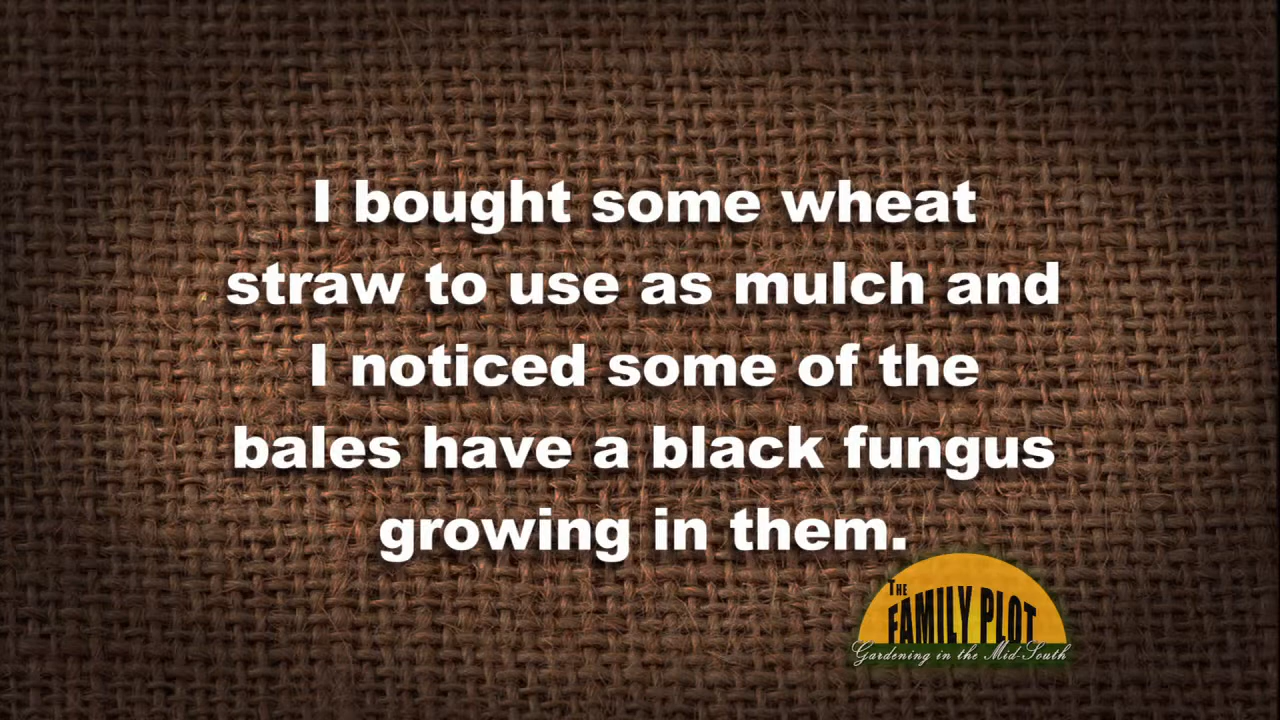 I bought some wheat
straw to use as mulch and
I noticed some of the
bales have a black fungus
growing in them.
THE
FAMILY PLOT
Gardening in the Mid-South